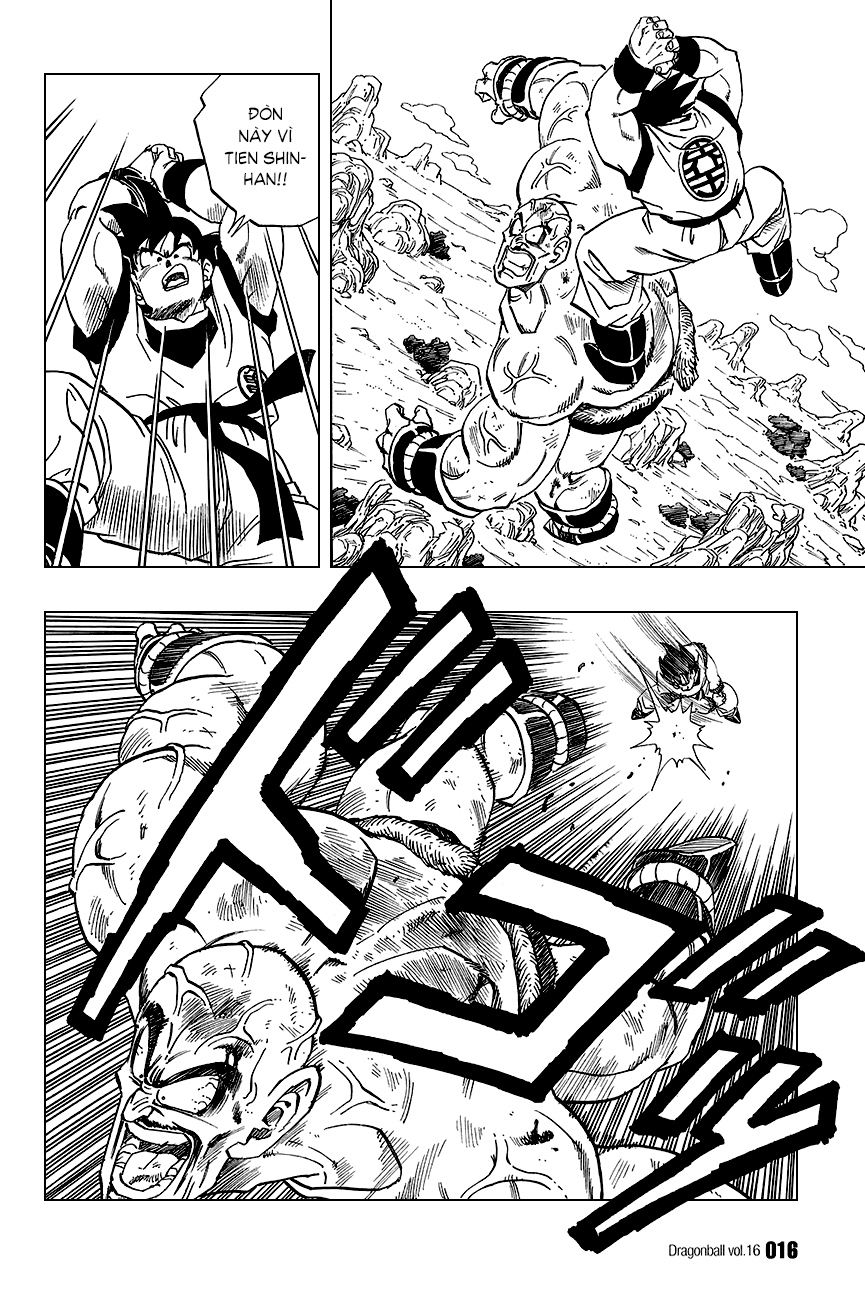 ĐÒN
NÀY VÌ
TIEN SHIN-
HAN!!
ドゴッ
Dragonball vol.16 016